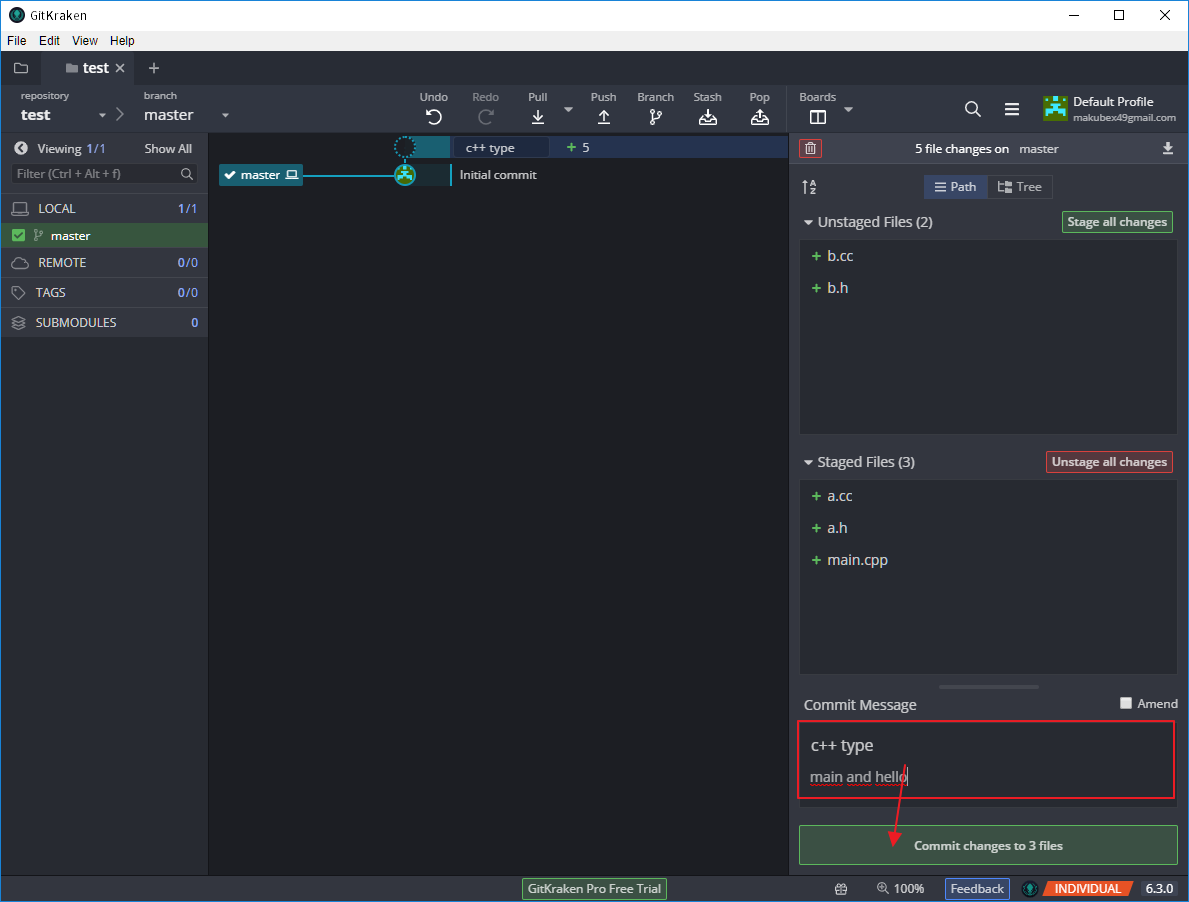 GitKraken
File Edit View Help
test
repository
test
branch
master
Undo Redo Pull Push Branch Stash Pop Boards
Default Profile
makubex49gmail.com
Viewing 1/1 Show All
Filter (Ctrl + Alt + f)
LOCAL 1/1
master
REMOTE 0/0
TAGS 0/0
SUBMODULES 0
c++ type + 5
master Initial commit
5 file changes on master
Path Tree
Unstaged Files (2) Stage all changes
+ b.cc
+ b.h
Staged Files (3) Unstage all changes
+ a.cc
+ a.h
+ main.cpp
Commit Message Amend
c++ type
main and hello
Commit changes to 3 files
GitKraken Pro Free Trial 100% Feedback INDIVIDUAL 6.3.0